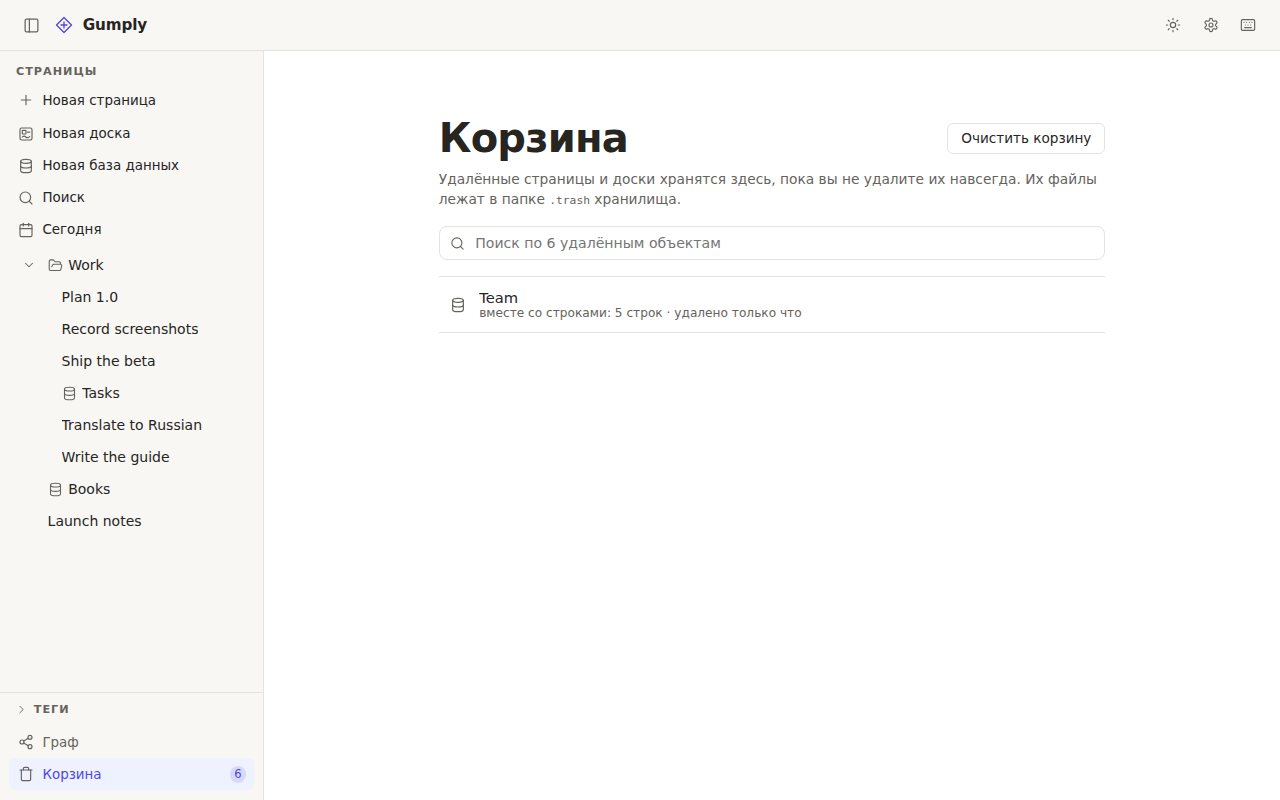 Gumply
СТРАНИЦЫ
Новая страница
Новая доска
Новая база данных
Поиск
Сегодня
Work
Plan 1.0
Record screenshots
Ship the beta
Tasks
Translate to Russian
Write the guide
Books
Launch notes
ТЕГИ
Граф
Корзина 6
Корзина
Очистить корзину
Удалённые страницы и доски хранятся здесь, пока вы не удалите их навсегда. Их файлы
лежат в папке .trash хранилища.
Поиск по 6 удалённым объектам
Team
вместе со строками: 5 строк · удалено только что